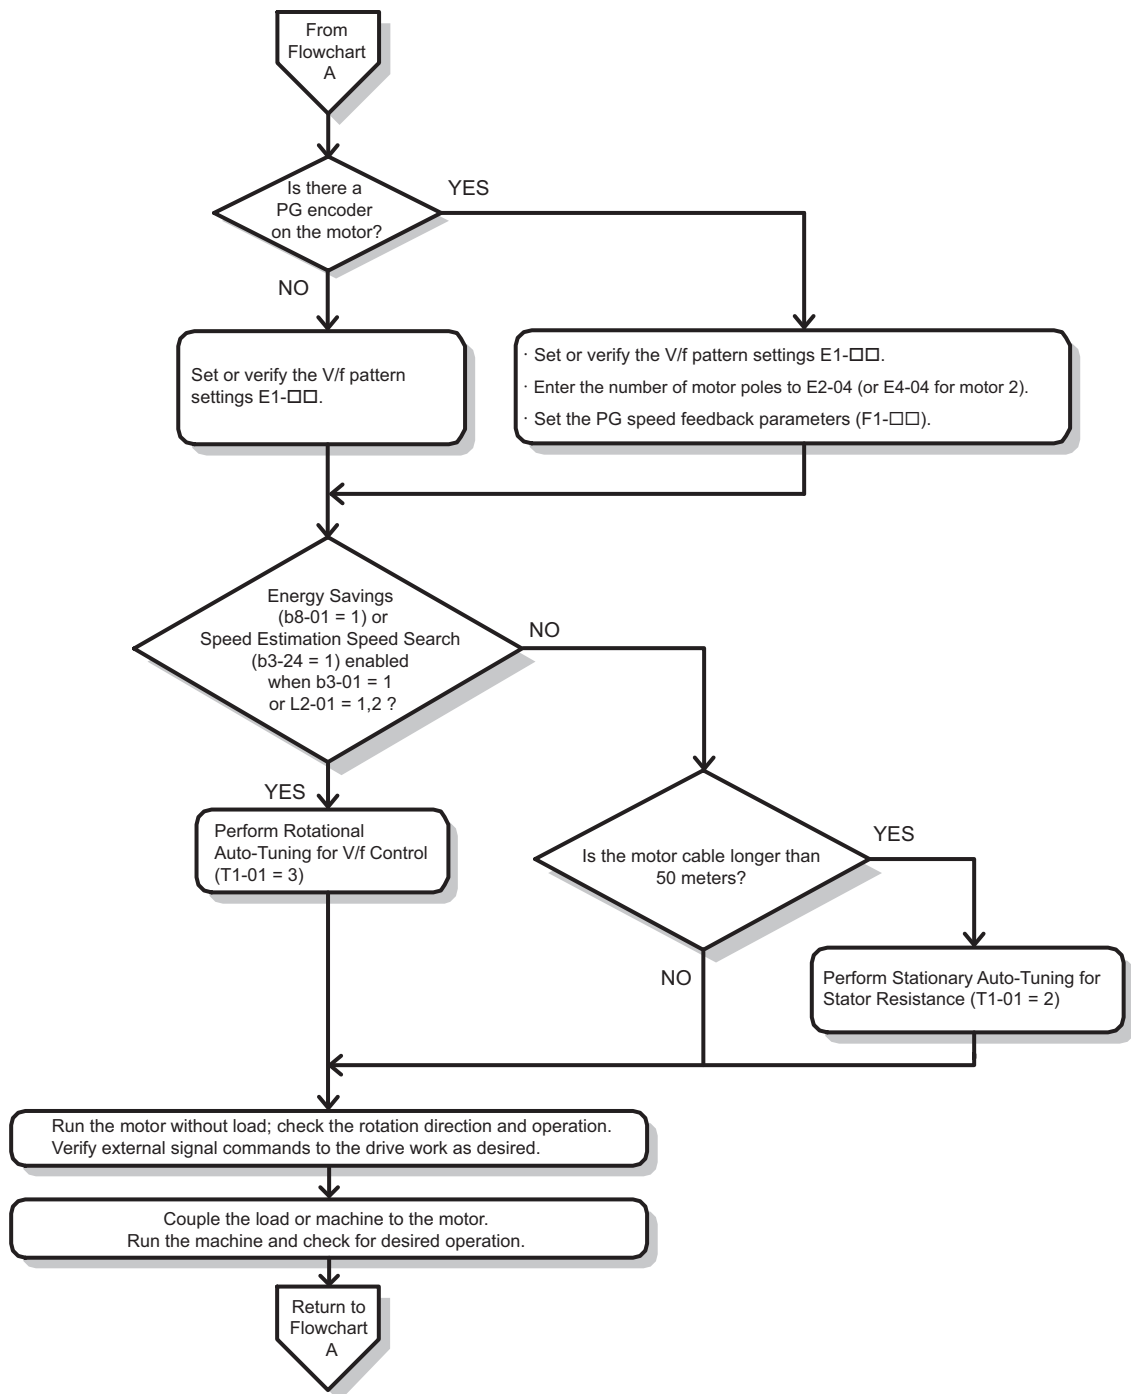 From
Flowchart
A
Is there a
PG encoder
on the motor?
YES
NO
Set or verify the V/f pattern
settings E1-□□.
· Set or verify the V/f pattern settings E1-□□.
· Enter the number of motor poles to E2-04 (or E4-04 for motor 2).
· Set the PG speed feedback parameters (F1-□□).
Energy Savings
(b8-01 = 1) or
Speed Estimation Speed Search
(b3-24 = 1) enabled
when b3-01 = 1
or L2-01 = 1,2 ?
NO
YES
Perform Rotational
Auto-Tuning for V/f Control
(T1-01 = 3)
Is the motor cable longer than
50 meters?
YES
NO
Perform Stationary Auto-Tuning for
Stator Resistance (T1-01 = 2)
Run the motor without load; check the rotation direction and operation.
Verify external signal commands to the drive work as desired.
Couple the load or machine to the motor.
Run the machine and check for desired operation.
Return to
Flowchart
A